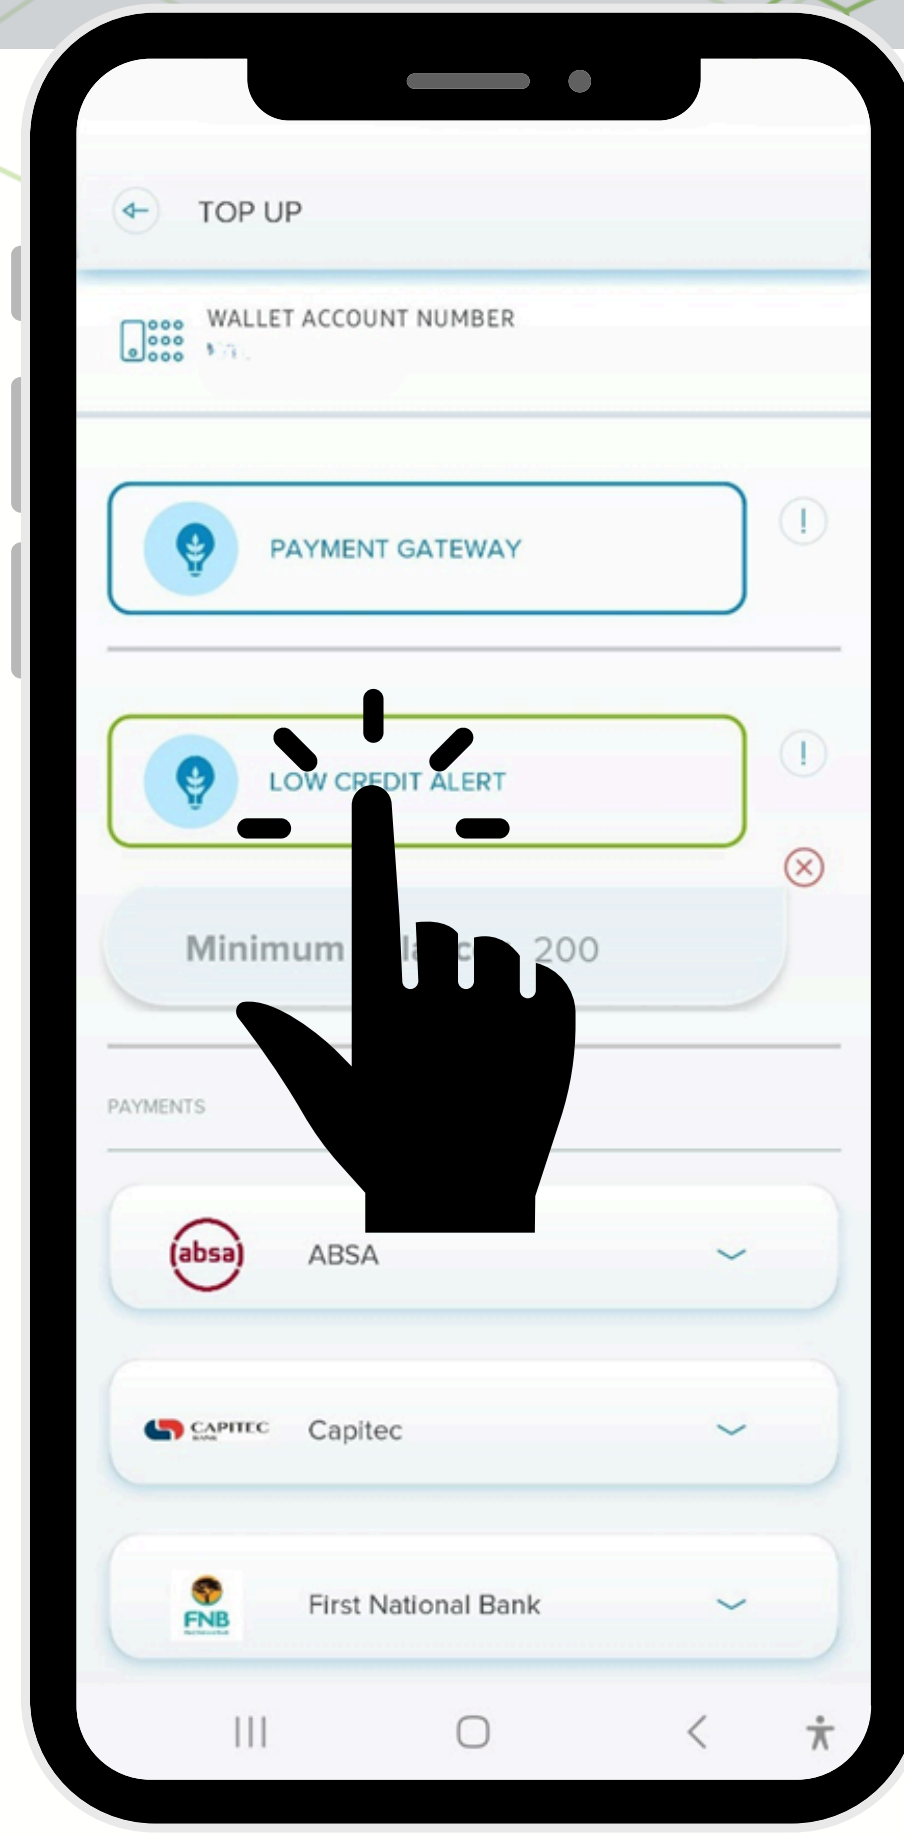 TOP UP
WALLET ACCOUNT NUMBER
PAYMENT GATEWAY
!
LOW CREDIT ALERT
!
Minimum 200
PAYMENTS
absa ABSA
CAPITEC BANK Capitec
FNB First National Bank